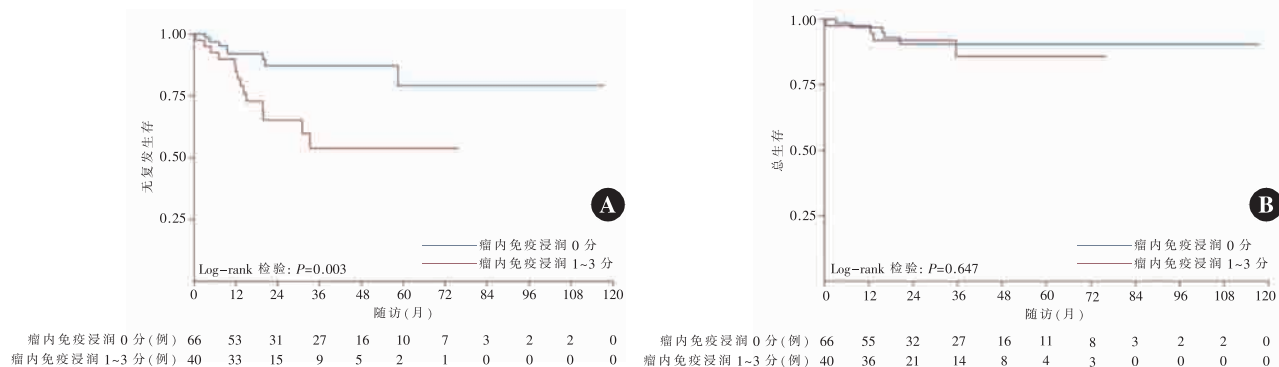 1.00
0.75
0.50
0.25
无复发生存
A
瘤内免疫浸润 0 分
瘤内免疫浸润 1~3 分
Log-rank 检验: P=0.003
0 12 24 36 48 60 72 84 96 108 120
随访(月)
瘤内免疫浸润 0 分(例) 66 53 31 27 16 10 7 3 2 2 0
瘤内免疫浸润 1~3 分(例) 40 33 15 9 5 2 1 0 0 0 0
1.00
0.75
0.50
0.25
总生存
B
瘤内免疫浸润 0 分
瘤内免疫浸润 1~3 分
Log-rank 检验: P=0.647
0 12 24 36 48 60 72 84 96 108 120
随访(月)
瘤内免疫浸润 0 分(例) 66 55 32 27 16 11 8 3 2 2 0
瘤内免疫浸润 1~3 分(例) 40 36 21 14 8 4 3 0 0 0 0